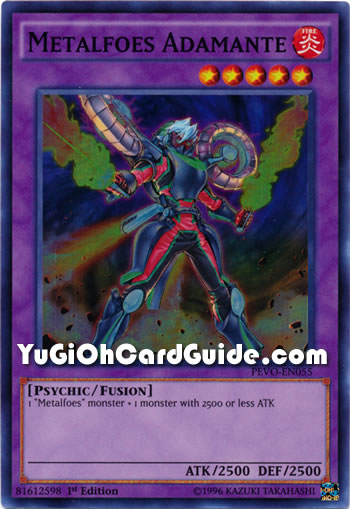 METALFOES ADAMANTE
FIRE
炎
YuGiOhCardGuide.com
PEVO-EN055
[PSYCHIC/FUSION]
1 "Metalfoes" monster + 1 monster with 2500 or less ATK
ATK/2500 DEF/2500
81612598 1st Edition ©1996 KAZUKI TAKAHASHI